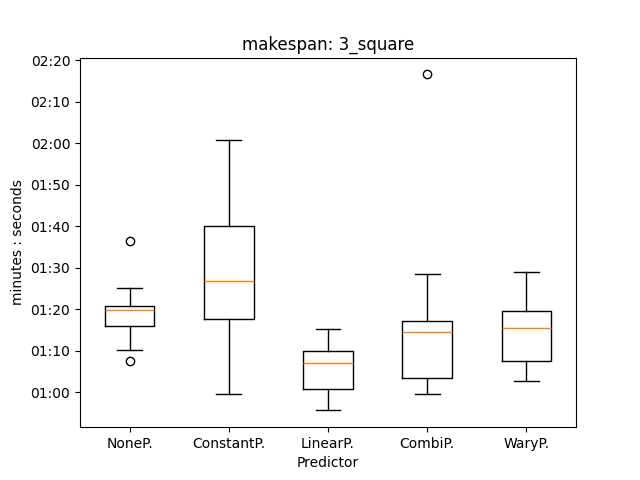 makespan: 3_square
02:20
02:10
02:00
01:50
01:40
01:30
01:20
01:10
01:00
minutes : seconds
NoneP. ConstantP. LinearP. CombiP. WaryP.
Predictor